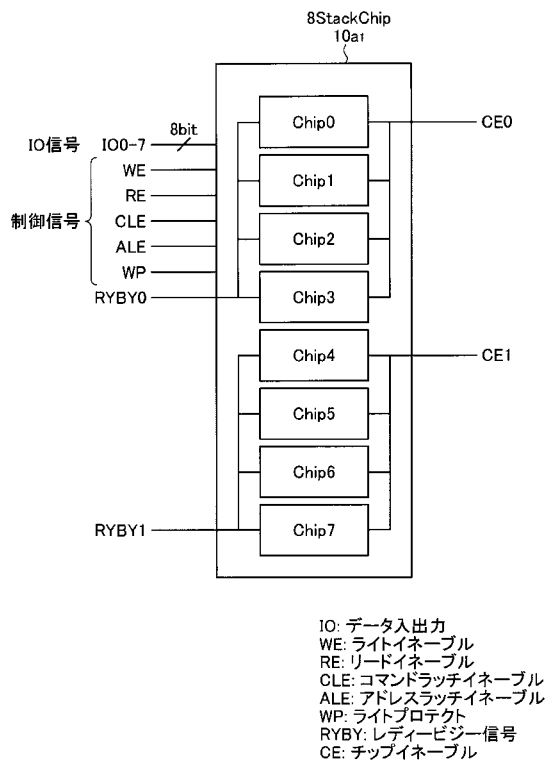 8StackChip
10a1
8bit
IO信号 IO0-7
制御信号
WE
RE
CLE
ALE
WP
RYBY0
RYBY1
Chip0
Chip1
Chip2
Chip3
Chip4
Chip5
Chip6
Chip7
CE0
CE1
IO: データ入出力
WE: ライトイネーブル
RE: リードイネーブル
CLE: コマンドラッチイネーブル
ALE: アドレスラッチイネーブル
WP: ライトプロテクト
RYBY: レディービジー信号
CE: チップイネーブル